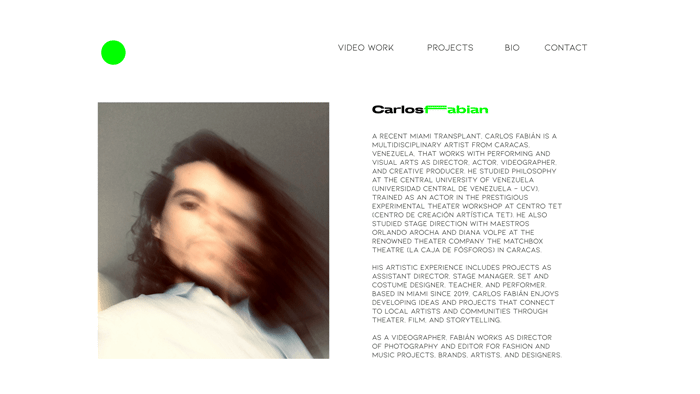 VIDEO WORK PROJECTS BIO CONTACT
CarlosFabian
A RECENT MIAMI TRANSPLANT, CARLOS FABIÁN IS A
MULTIDISCIPLINARY ARTIST FROM CARACAS,
VENEZUELA, THAT WORKS WITH PERFORMING AND
VISUAL ARTS AS DIRECTOR, ACTOR, VIDEOGRAPHER,
AND CREATIVE PRODUCER. HE STUDIED PHILOSOPHY
AT THE CENTRAL UNIVERSITY OF VENEZUELA
(UNIVERSIDAD CENTRAL DE VENEZUELA - UCV),
TRAINED AS AN ACTOR IN THE PRESTIGIOUS
EXPERIMENTAL THEATER WORKSHOP AT CENTRO TET
(CENTRO DE CREACIÓN ARTÍSTICA TET). HE ALSO
STUDIED STAGE DIRECTION WITH MAESTROS
ORLANDO AROCHA AND DIANA VOLPE AT THE
RENOWNED THEATER COMPANY THE MATCHBOX
THEATRE (LA CAJA DE FÓSFOROS) IN CARACAS.
HIS ARTISTIC EXPERIENCE INCLUDES PROJECTS AS
ASSISTANT DIRECTOR, STAGE MANAGER, SET AND
COSTUME DESIGNER, TEACHER, AND PERFORMER.
BASED IN MIAMI SINCE 2019, CARLOS FABIÁN ENJOYS
DEVELOPING IDEAS AND PROJECTS THAT CONNECT
TO LOCAL ARTISTS AND COMMUNITIES THROUGH
THEATER, FILM, AND STORYTELLING.
AS A VIDEOGRAPHER, FABIÁN WORKS AS DIRECTOR
OF PHOTOGRAPHY AND EDITOR FOR FASHION AND
MUSIC PROJECTS, BRANDS, ARTISTS, AND DESIGNERS.